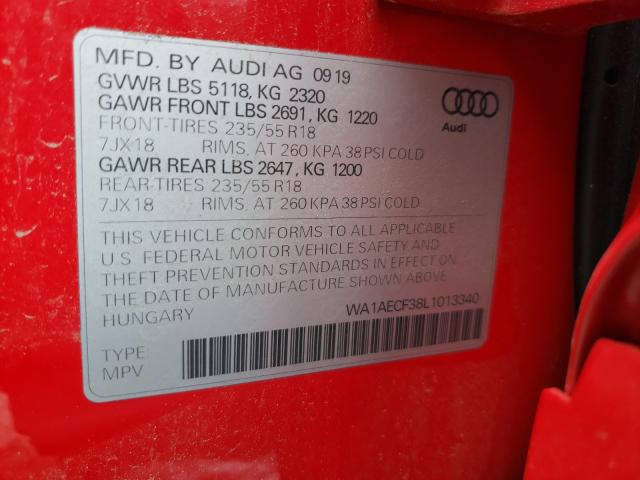 MFD. BY AUDI AG 09 19
GVWR LBS 5118, KG 2320
GAWR FRONT LBS 2691, KG 1220
FRONT-TIRES 235/55 R18
7JX18 RIMS, AT 260 KPA 38 PSI COLD
GAWR REAR LBS 2647, KG 1200
REAR-TIRES 235/55 R18
7JX18 RIMS, AT 260 KPA 38 PSI COLD
Audi
THIS VEHICLE CONFORMS TO ALL APPLICABLE
U.S. FEDERAL MOTOR VEHICLE SAFETY AND
THEFT PREVENTION STANDARDS IN EFFECT ON
THE DATE OF MANUFACTURE SHOWN ABOVE
HUNGARY WA1AECF38L1013340
TYPE
MPV